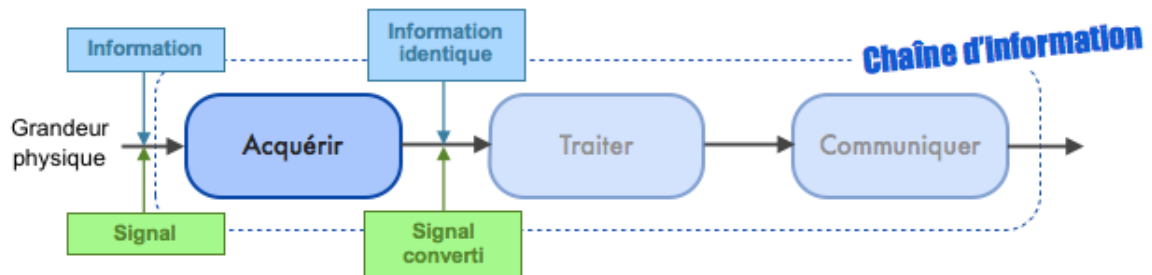 Information
Information
identique
Chaîne d'information
Grandeur
physique
Acquérir
Traiter
Communiquer
Signal
Signal
converti